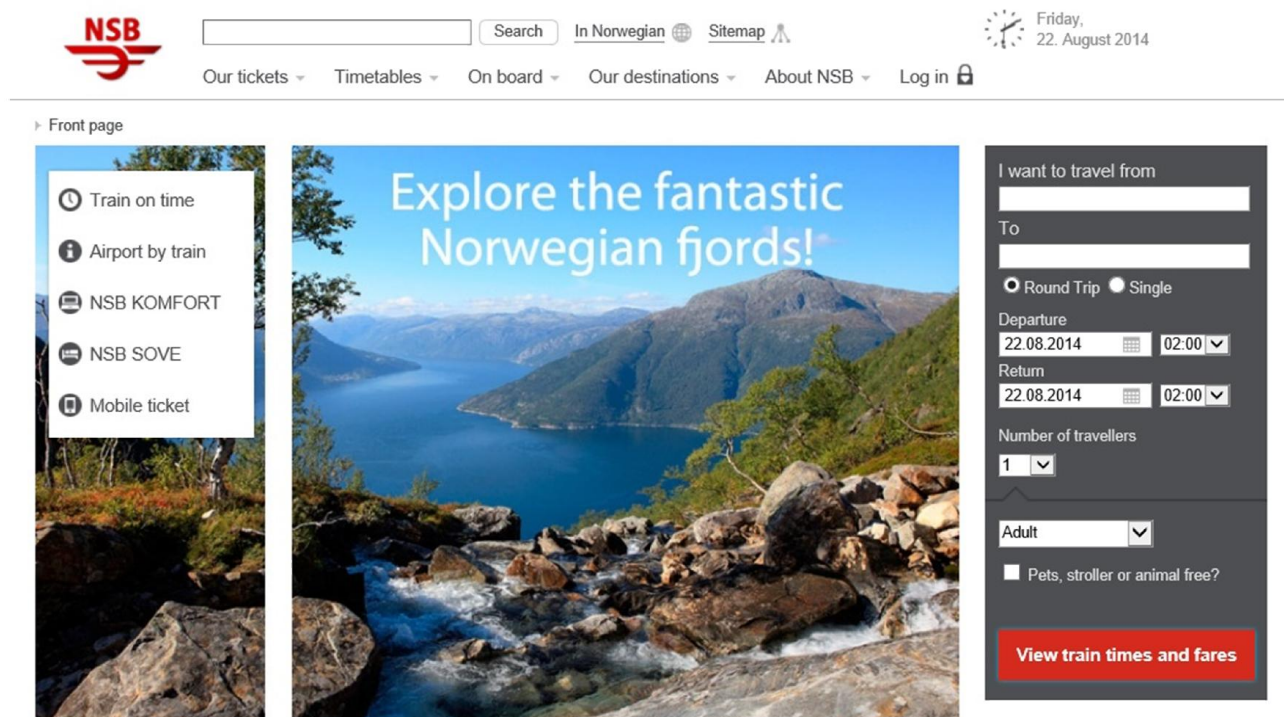 NSB
Search
In Norwegian
Sitemap
Friday,
22. August 2014
Our tickets
Timetables
On board
Our destinations
About NSB
Log in
Front page
Train on time
Airport by train
NSB KOMFORT
NSB SOVE
Mobile ticket
Explore the fantastic
Norwegian fjords!
I want to travel from
To
Round Trip Single
Departure
22.08.2014 02:00
Return
22.08.2014 02:00
Number of travellers
1
Adult
Pets, stroller or animal free?
View train times and fares